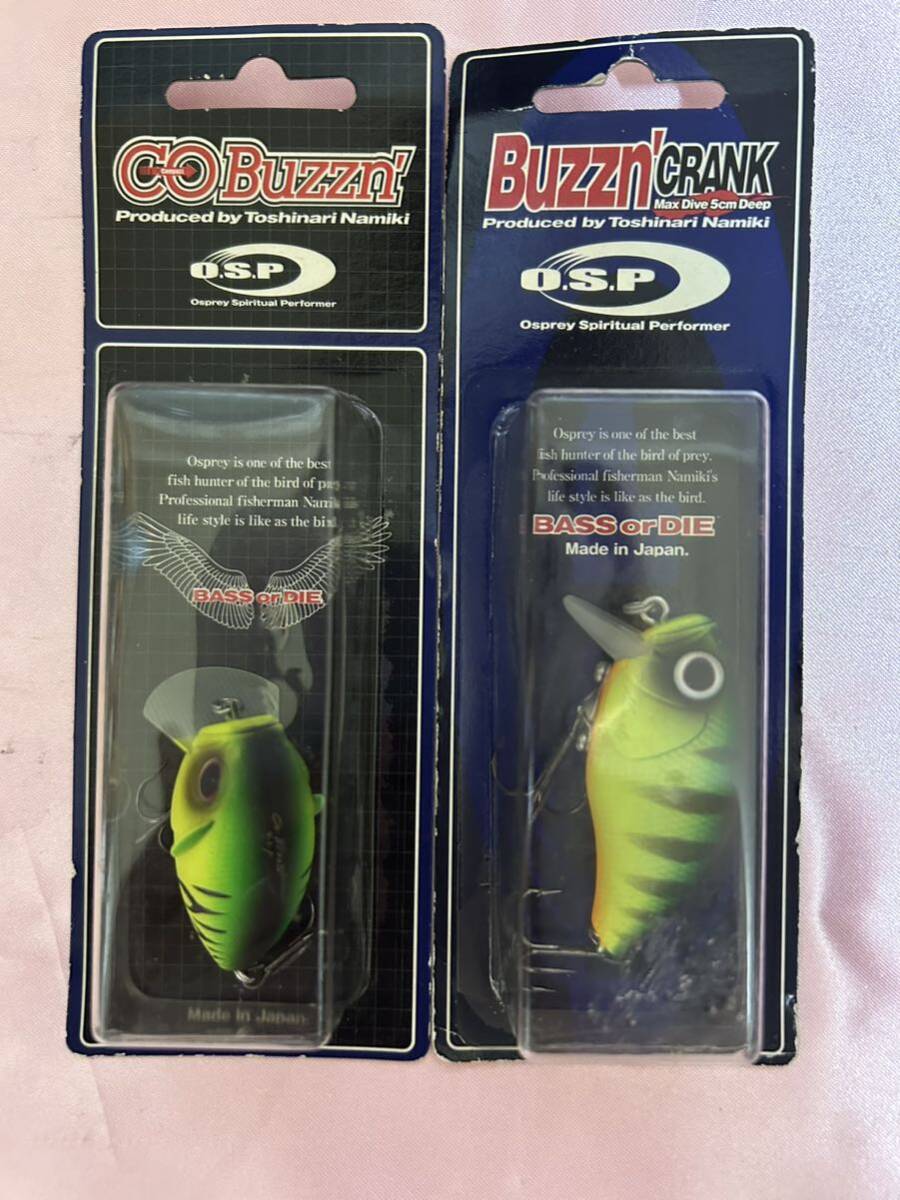 CO Buzzn'
Compact
Produced by Toshinari Namiki
O.S.P
Osprey Spiritual Performer
Osprey is one of the best
fish hunter of the bird of prey
Professional fisherman
life style is like as the
BASS or DIE
Made in Japan.
Buzzn' CRANK
Max Dive 5cm Deep
Produced by Toshinari Namiki
O.S.P
Osprey Spiritual Performer
Osprey is one of the best
fish hunter of the bird of prey.
Professional fisherman Namiki's
life style is like as the bird.
BASS or DIE
Made in Japan.